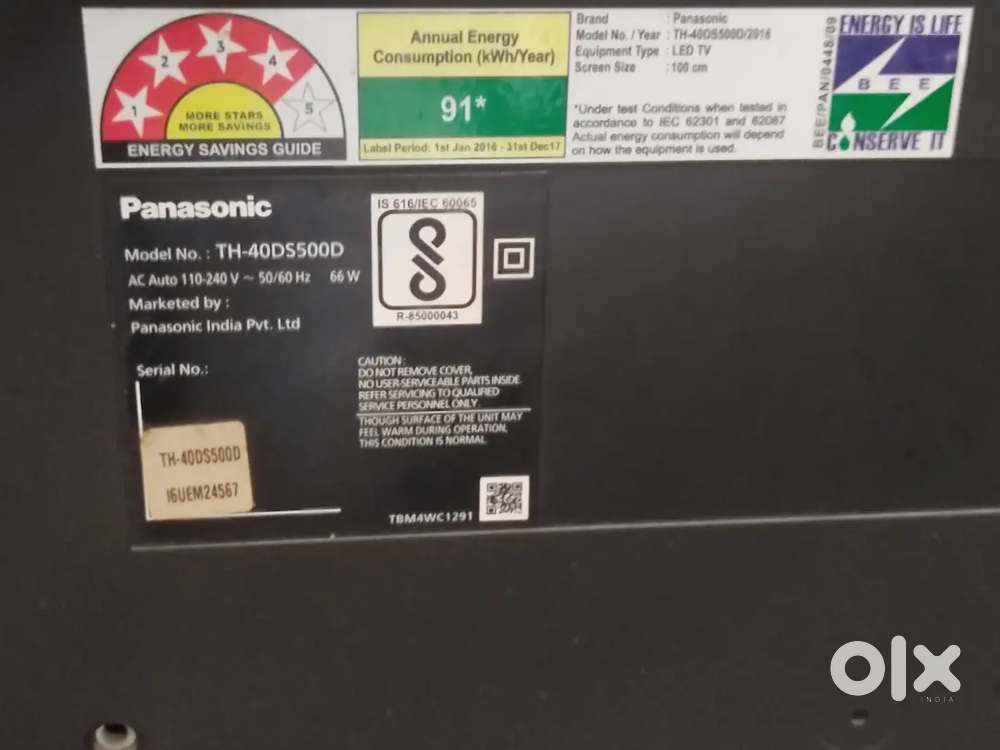 1 2 3 4 5
MORE STARS
MORE SAVINGS
ENERGY SAVINGS GUIDE
Annual Energy
Consumption (kWh/Year)
91*
Label Period: 1st Jan 2016 - 31st Dec17
Brand : Panasonic
Model No. / Year : TH-40DS500D/2016
Equipment Type : LED TV
Screen Size : 100 cm
*Under test Conditions when tested in
accordance to IEC 62301 and 62087
Actual energy consumption will depend
on how the equipment is used.
BEE/PAN/0448/09
ENERGY IS LIFE
BEE
CONSERVE IT
Panasonic
Model No. : TH-40DS500D
AC Auto 110-240 V ~ 50/60 Hz 66 W
Marketed by :
Panasonic India Pvt. Ltd
IS 616/IEC 60065
R-85000043
Serial No.:
TH-40DS500D
I6UEM24567
CAUTION :
DO NOT REMOVE COVER,
NO USER-SERVICEABLE PARTS INSIDE.
REFER SERVICING TO QUALIFIED
SERVICE PERSONNEL ONLY.
THOUGH SURFACE OF THE UNIT MAY
FEEL WARM DURING OPERATION,
THIS CONDITION IS NORMAL.
TBM4WC1291
olx
INDIA